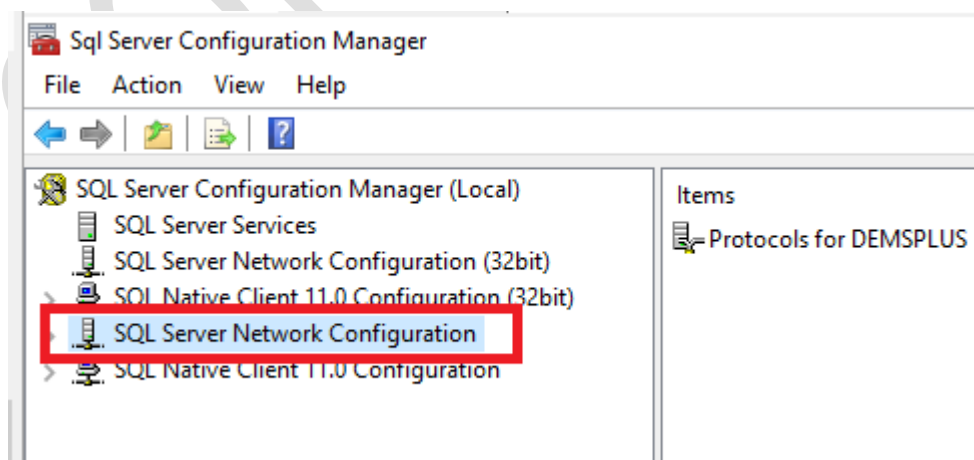 Sql Server Configuration Manager
File Action View Help
SQL Server Configuration Manager (Local)
SQL Server Services
SQL Server Network Configuration (32bit)
SQL Native Client 11.0 Configuration (32bit)
SQL Server Network Configuration
SQL Native Client 11.0 Configuration
Items
Protocols for DEMSPLUS